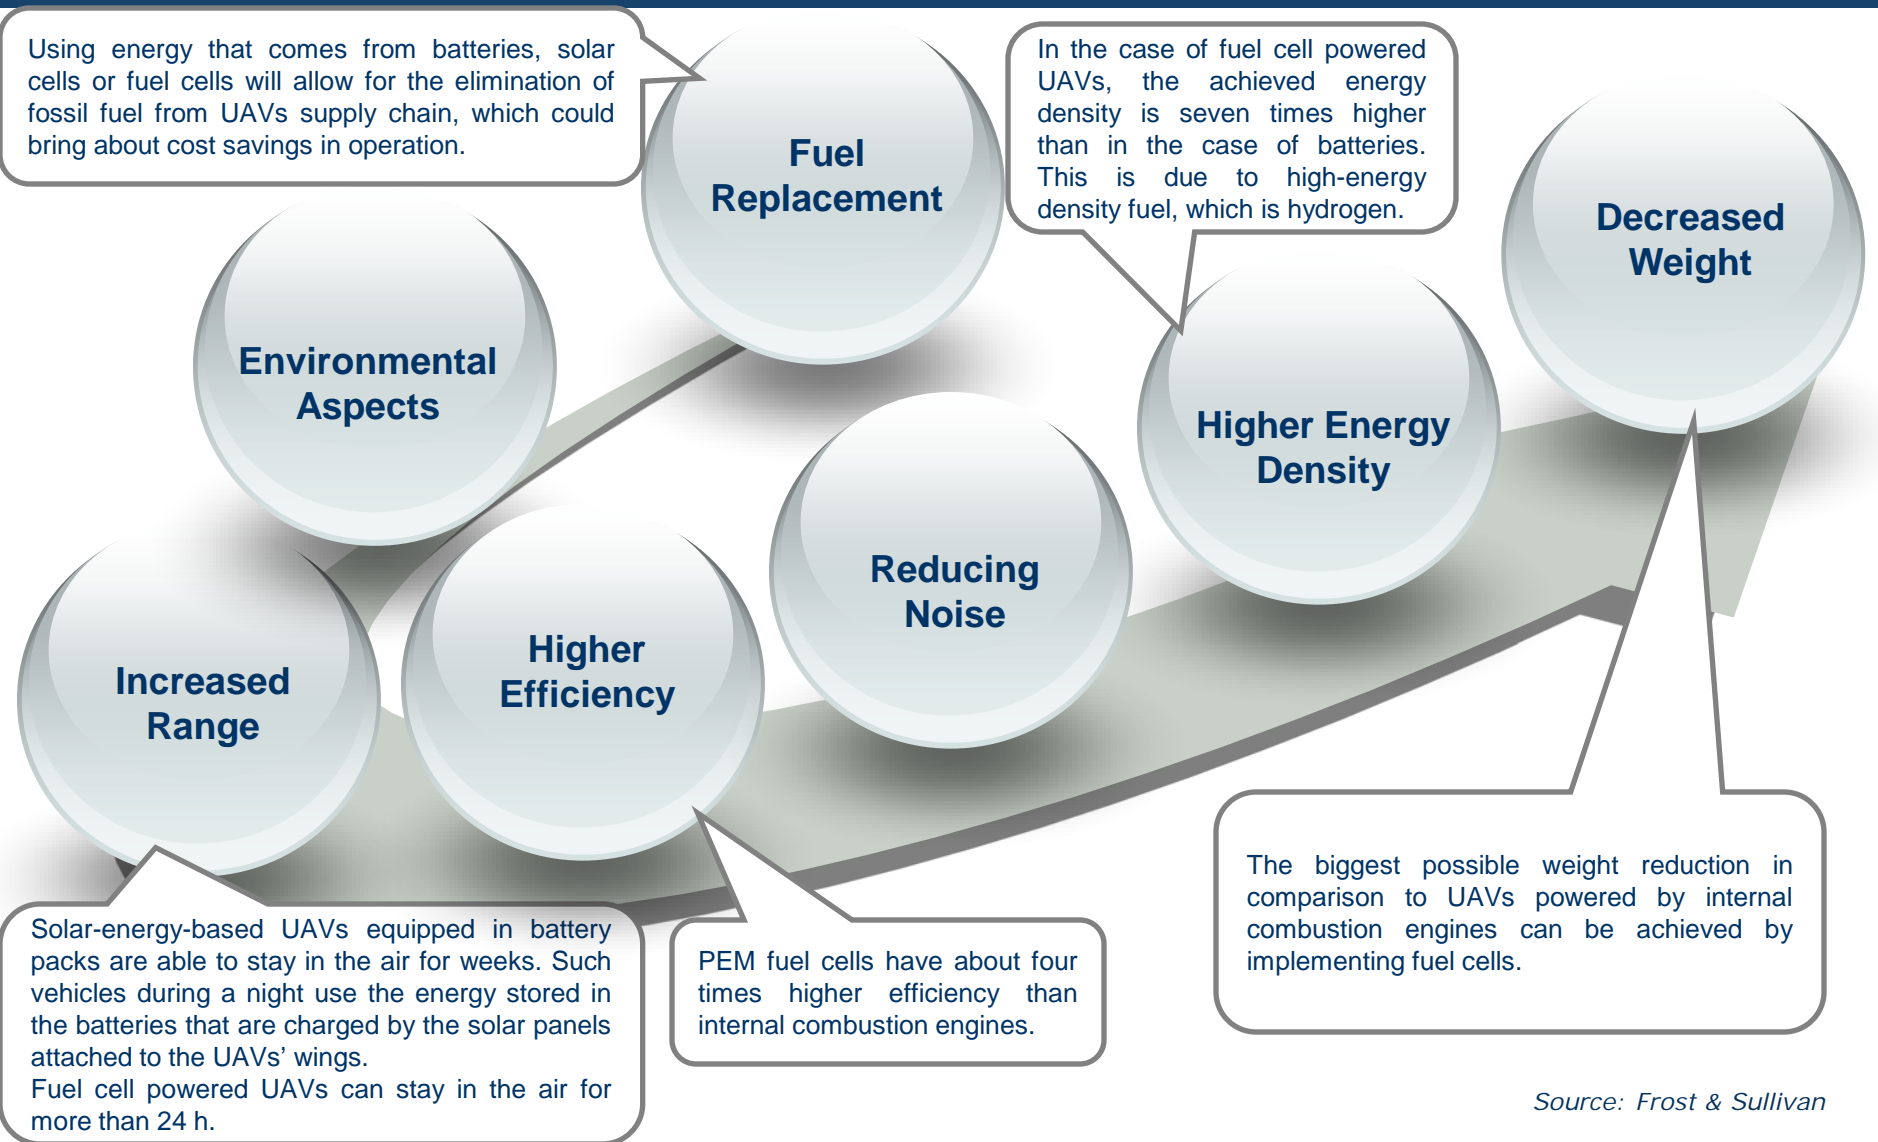 Using energy that comes from batteries, solar
cells or fuel cells will allow for the elimination of
fossil fuel from UAVs supply chain, which could
bring about cost savings in operation.
Fuel
Replacement
In the case of fuel cell powered
UAVs, the achieved energy
density is seven times higher
than in the case of batteries.
This is due to high-energy
density fuel, which is hydrogen.
Decreased
Weight
Environmental
Aspects
Higher Energy
Density
Reducing
Noise
Higher
Efficiency
Increased
Range
The biggest possible weight reduction in
comparison to UAVs powered by internal
combustion engines can be achieved by
implementing fuel cells.
Solar-energy-based UAVs equipped in battery
packs are able to stay in the air for weeks. Such
vehicles during a night use the energy stored in
the batteries that are charged by the solar panels
attached to the UAVs’ wings.
Fuel cell powered UAVs can stay in the air for
more than 24 h.
PEM fuel cells have about four
times higher efficiency than
internal combustion engines.
Source: Frost & Sullivan